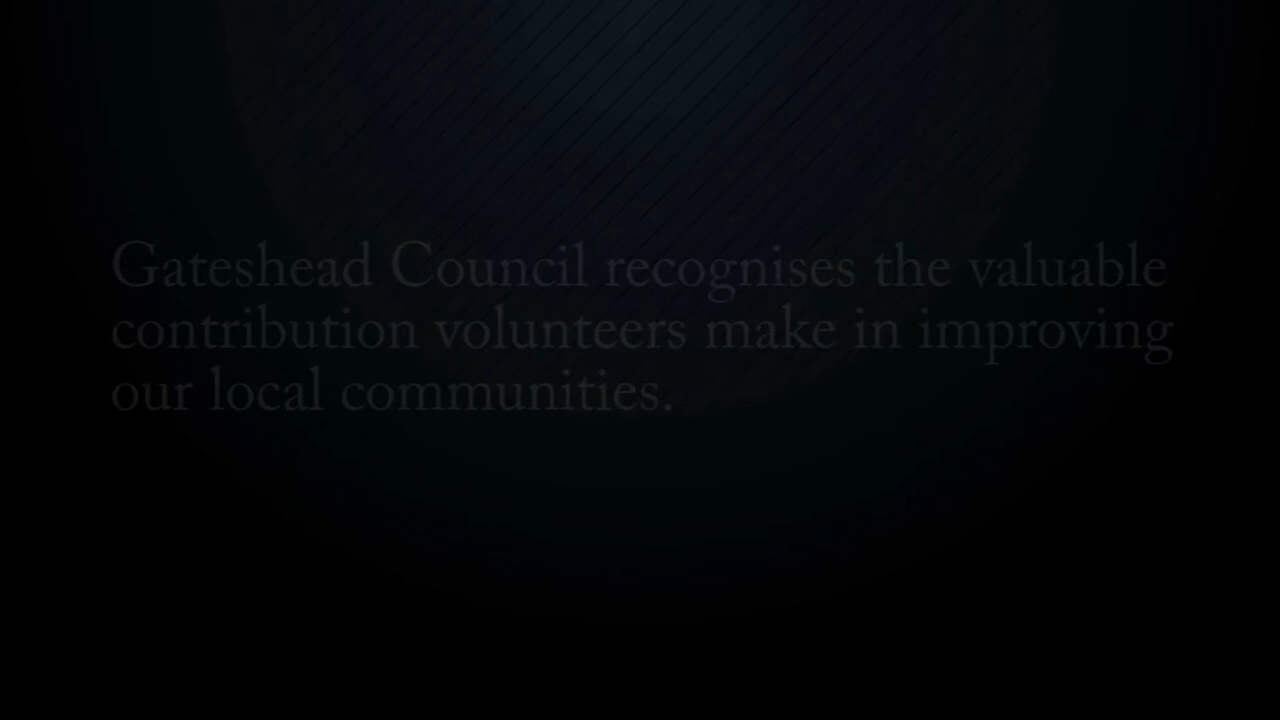 Gateshead Council recognises the valuable
contribution volunteers make in improving
our local communities.